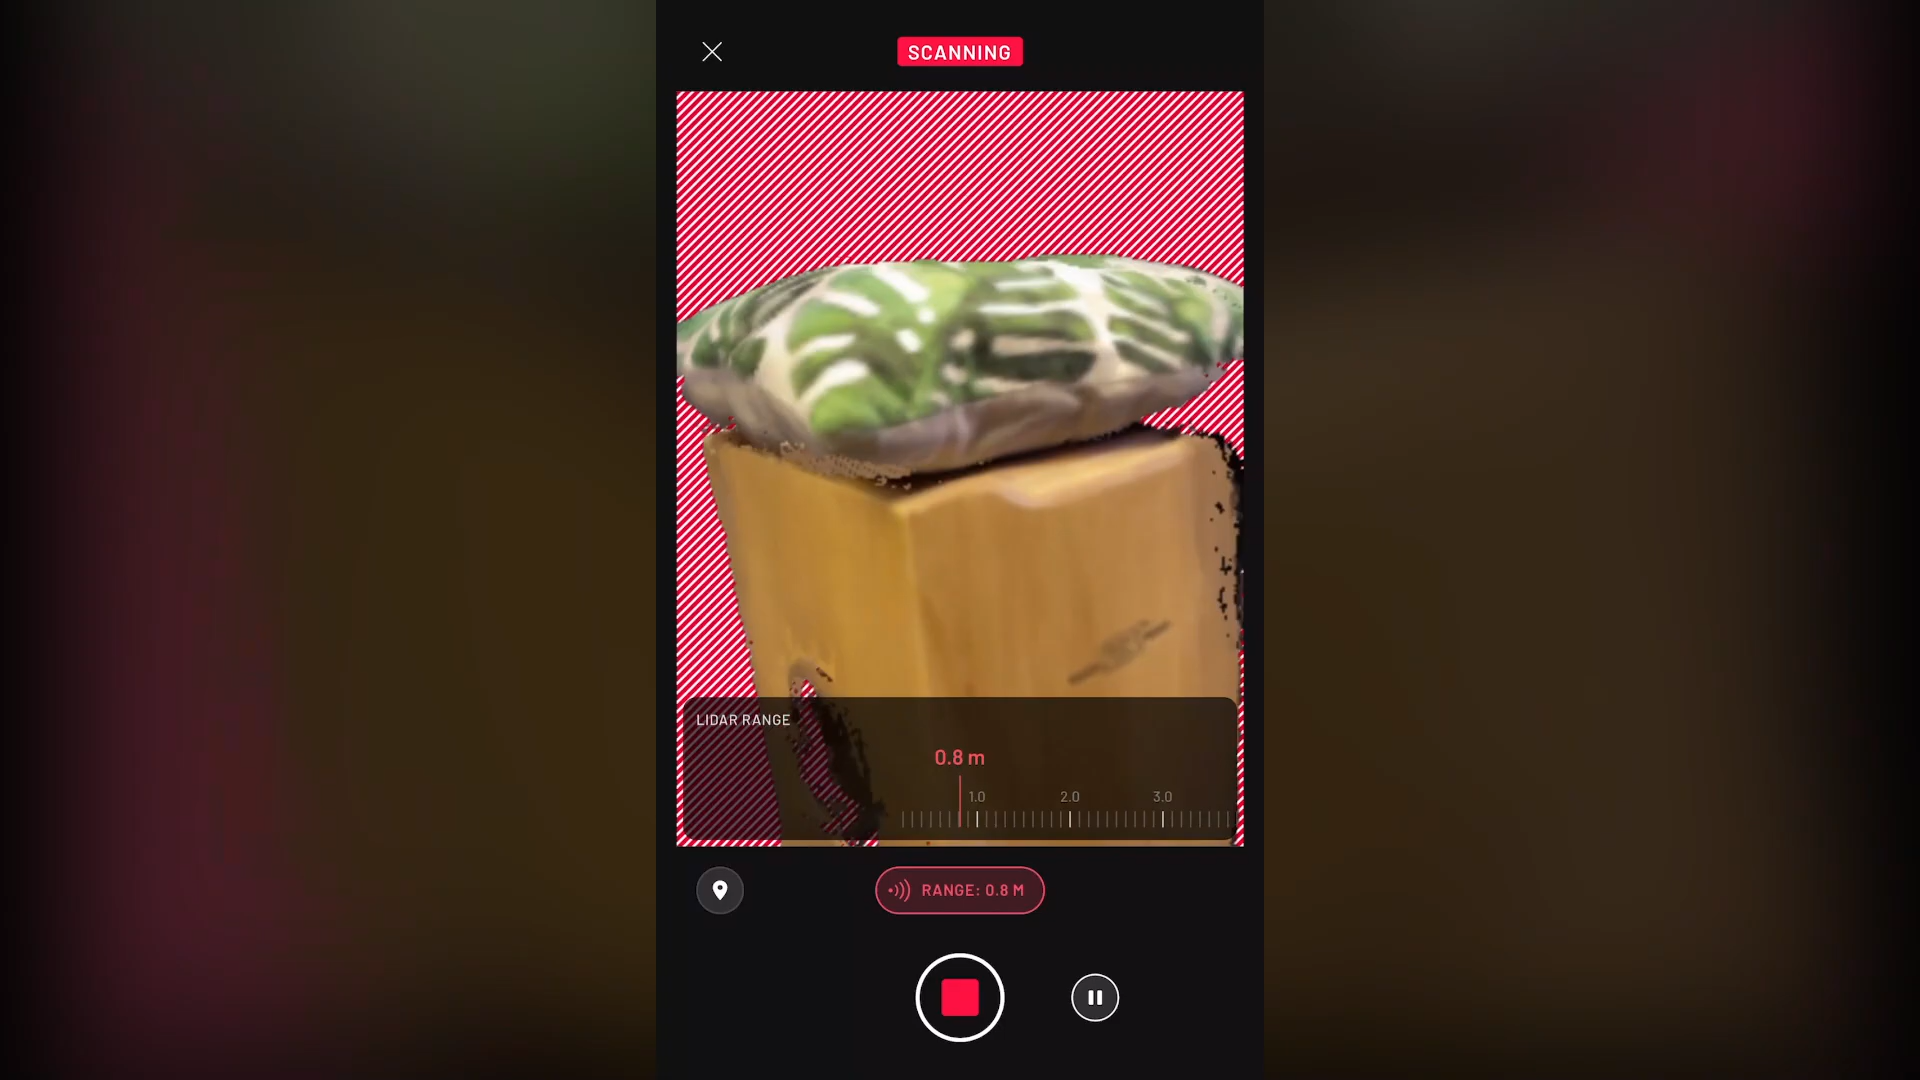 SCANNING
LIDAR RANGE
0.8 m
1.0 2.0 3.0
RANGE: 0.8 M